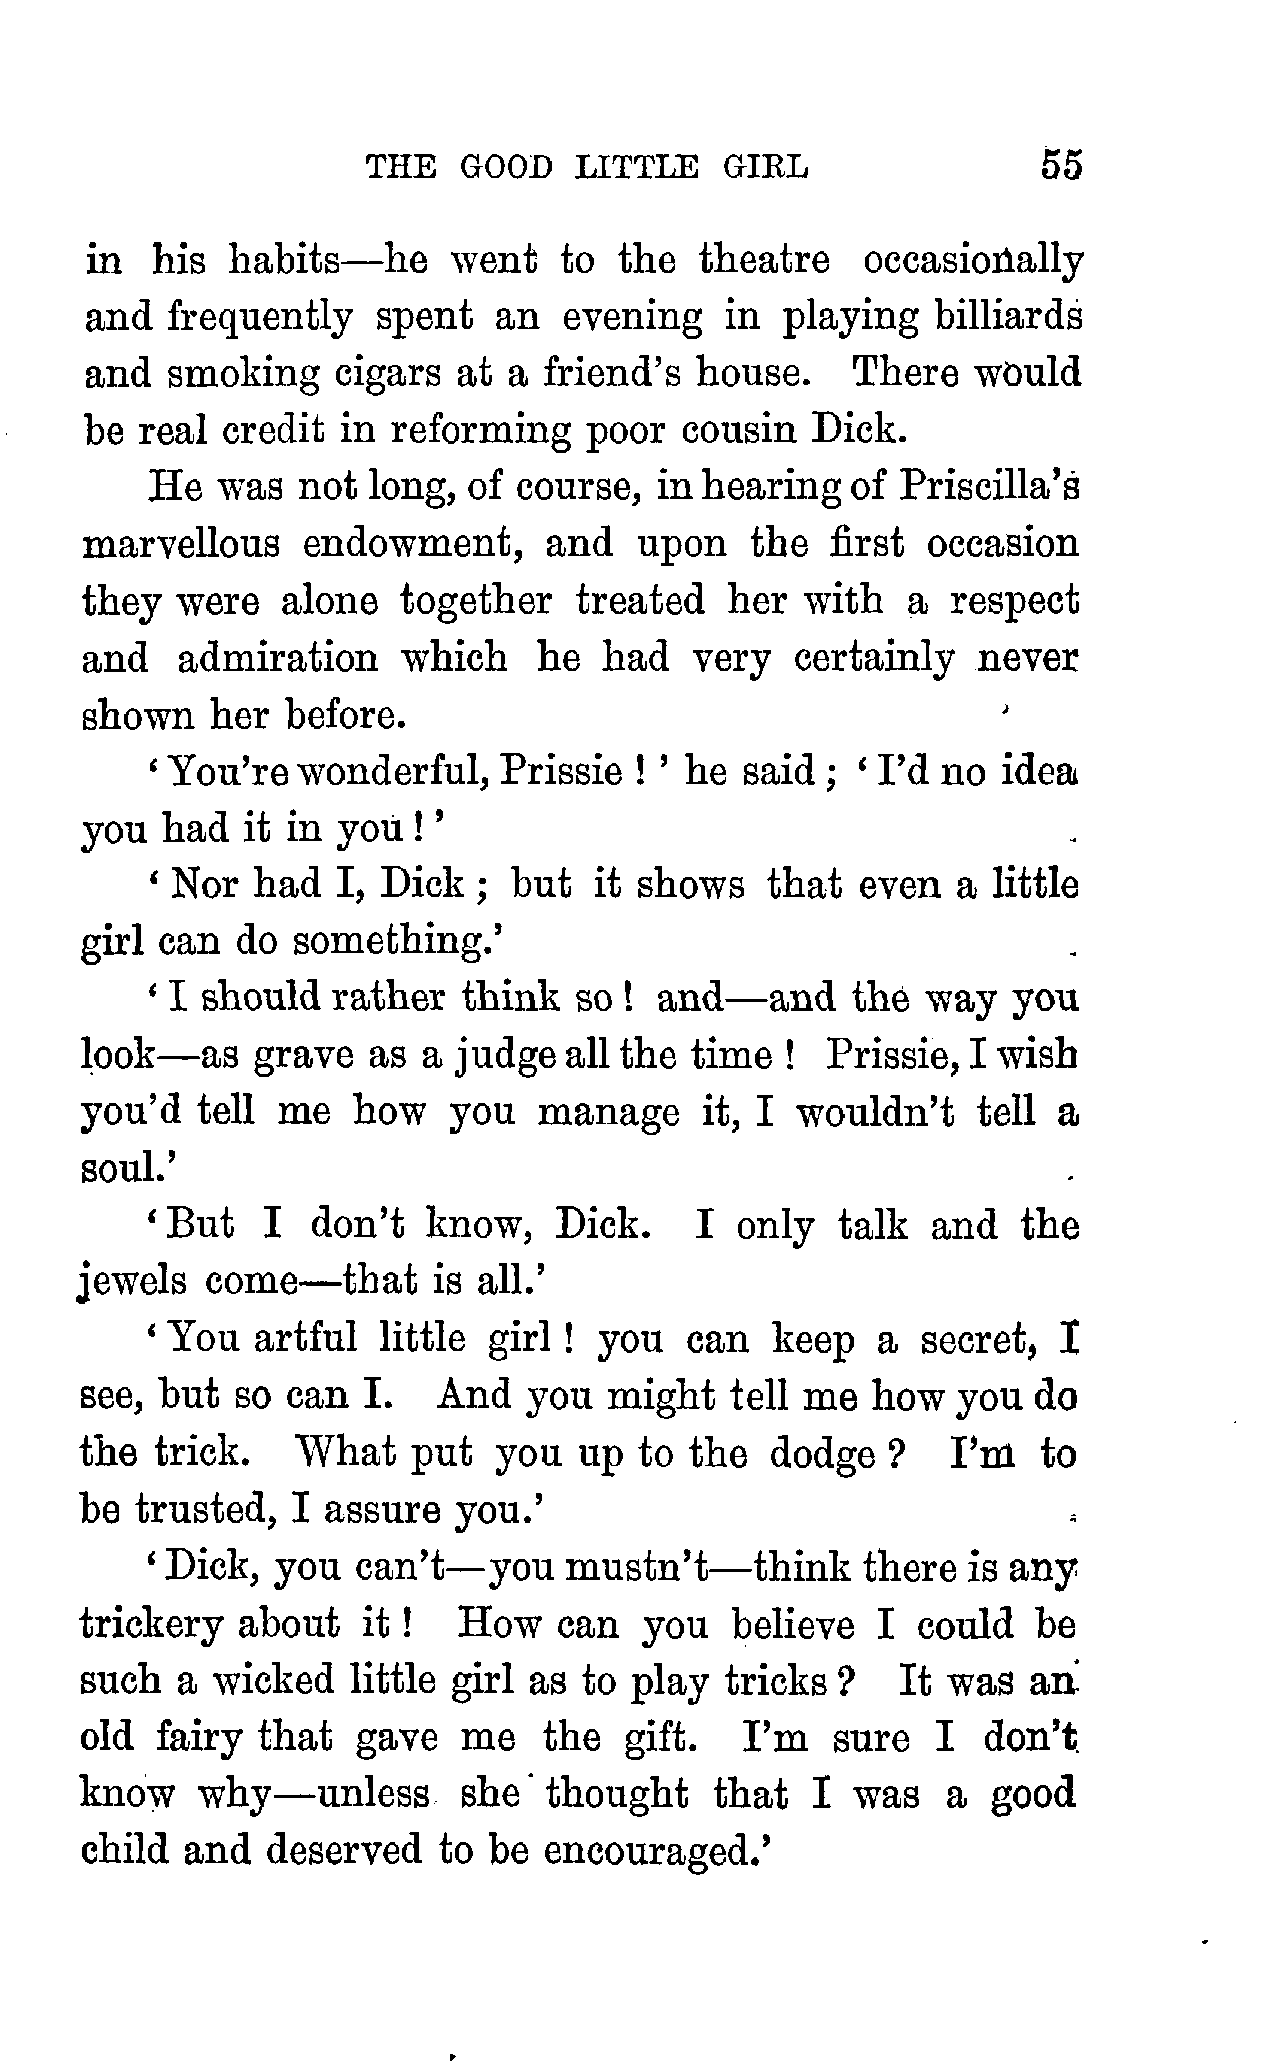 THE GOOD LITTLE GIRL 55
in his habits—he went to the theatre occasionally
and frequently spent an evening in playing billiards
and smoking cigars at a friend's house. There would
be real credit in reforming poor cousin Dick.
He was not long, of course, in hearing of Priscilla's
marvellous endowment, and upon the first occasion
they were alone together treated her with a respect
and admiration which he had very certainly never
shown her before.
‘You're wonderful, Prissie!’ he said; ‘I'd no idea
you had it in you!’
‘Nor had I, Dick; but it shows that even a little
girl can do something.’
‘I should rather think so! and—and the way you
look—as grave as a judge all the time! Prissie, I wish
you'd tell me how you manage it, I wouldn't tell a
soul.’
‘But I don't know, Dick. I only talk and the
jewels come—that is all.’
‘You artful little girl! you can keep a secret, I
see, but so can I. And you might tell me how you do
the trick. What put you up to the dodge? I'm to
be trusted, I assure you.’
‘Dick, you can't—you mustn't—think there is any
trickery about it! How can you believe I could be
such a wicked little girl as to play tricks? It was an
old fairy that gave me the gift. I'm sure I don't
know why—unless she thought that I was a good
child and deserved to be encouraged.’